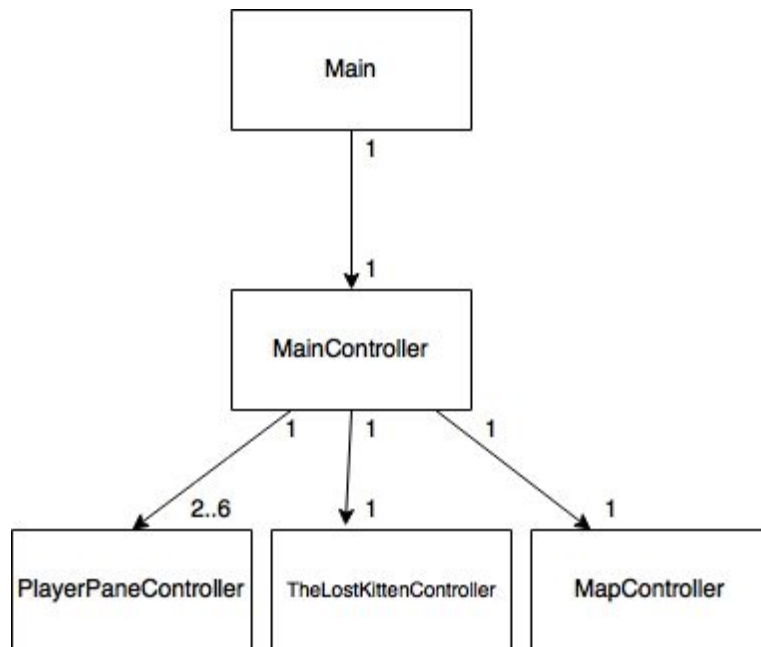 Main
1
1
MainController
1
1
1
2..6
1
1
PlayerPaneController
TheLostKittenController
MapController